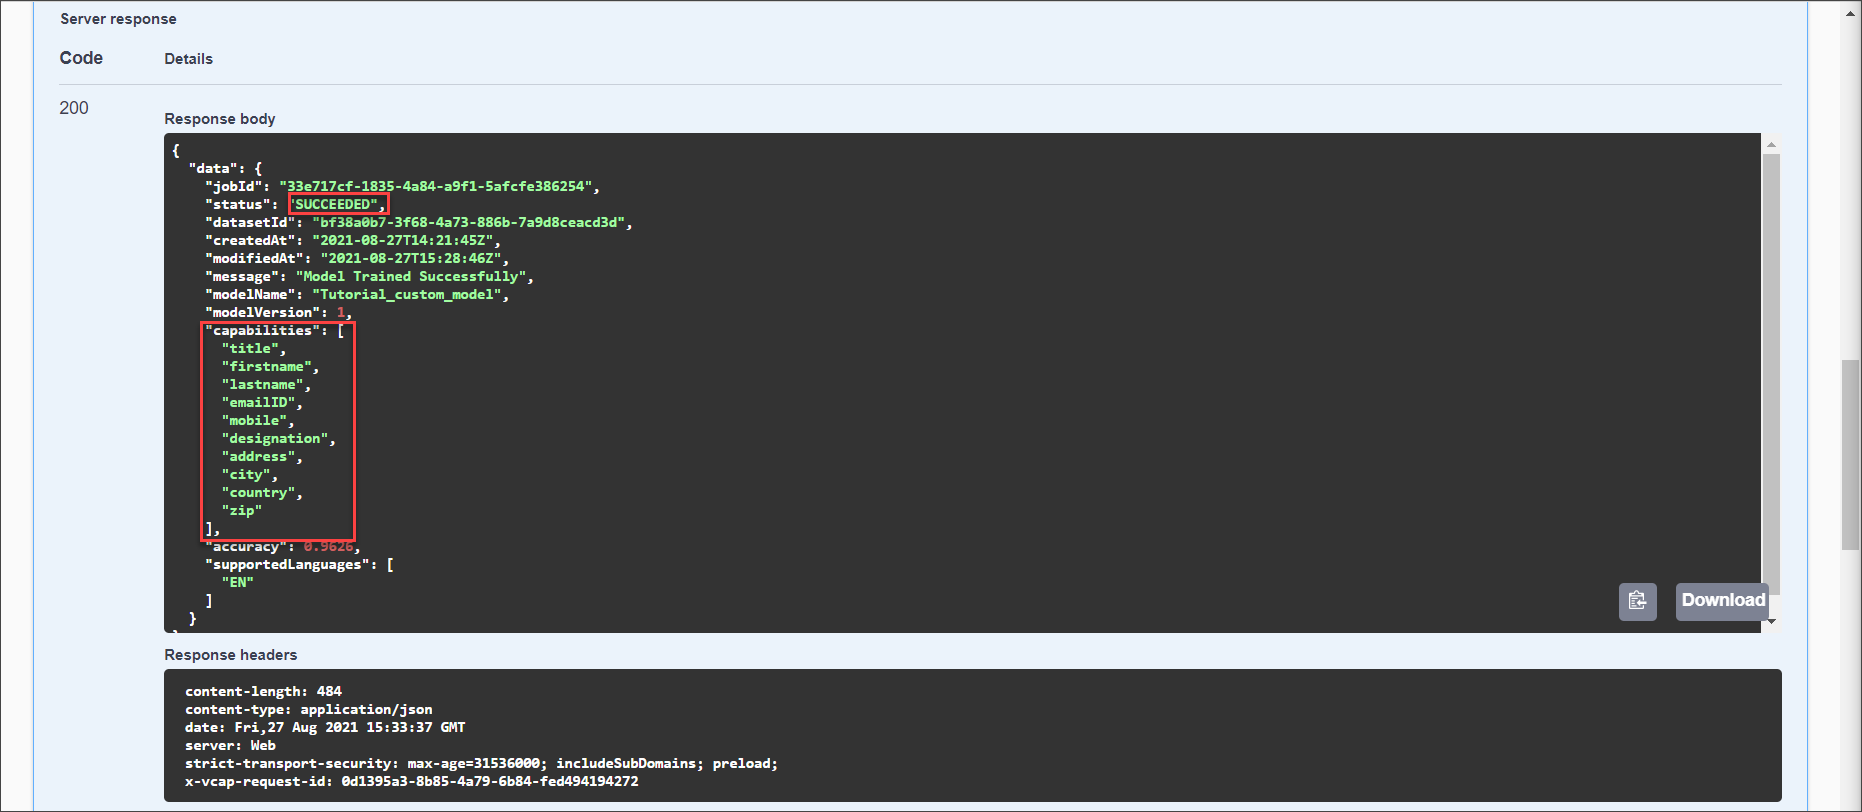 Server response
Code Details
200
Response body
{
"data": {
"jobId": "33e717cf-1835-4a84-a9f1-5afcfe386254",
"status": "SUCCEEDED",
"datasetId": "bf38a0b7-3f68-4a73-886b-7a9d8ceacd3d",
"createdAt": "2021-08-27T14:21:45Z",
"modifiedAt": "2021-08-27T15:28:46Z",
"message": "Model Trained Successfully",
"modelName": "Tutorial_custom_model",
"modelVersion": 1,
"capabilities": [
"title",
"firstname",
"lastname",
"emailID",
"mobile",
"designation",
"address",
"city",
"country",
"zip"
],
"accuracy": 0.9626,
"supportedLanguages": [
"EN"
]
}
Download
Response headers
content-length: 484
content-type: application/json
date: Fri,27 Aug 2021 15:33:37 GMT
server: Web
strict-transport-security: max-age=31536000; includeSubDomains; preload;
x-vcap-request-id: 0d1395a3-8b85-4a79-6b84-fed494194272